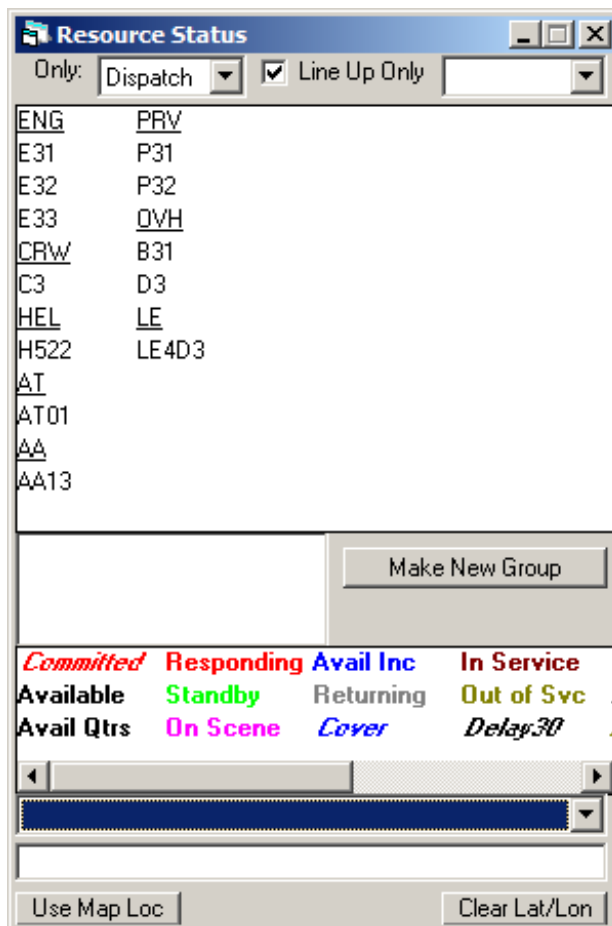 Resource Status
Only: Dispatch Line Up Only
ENG PRV
E31 P31
E32 P32
E33 OVH
CRW B31
C3 D3
HEL LE
H522 LE4D3
AT
AT01
AA
AA13
Make New Group
Committed Responding Avail Inc In Service
Available Standby Returning Out of Svc
Avail Qtrs On Scene Cover Delay30
Use Map Loc Clear Lat/Lon